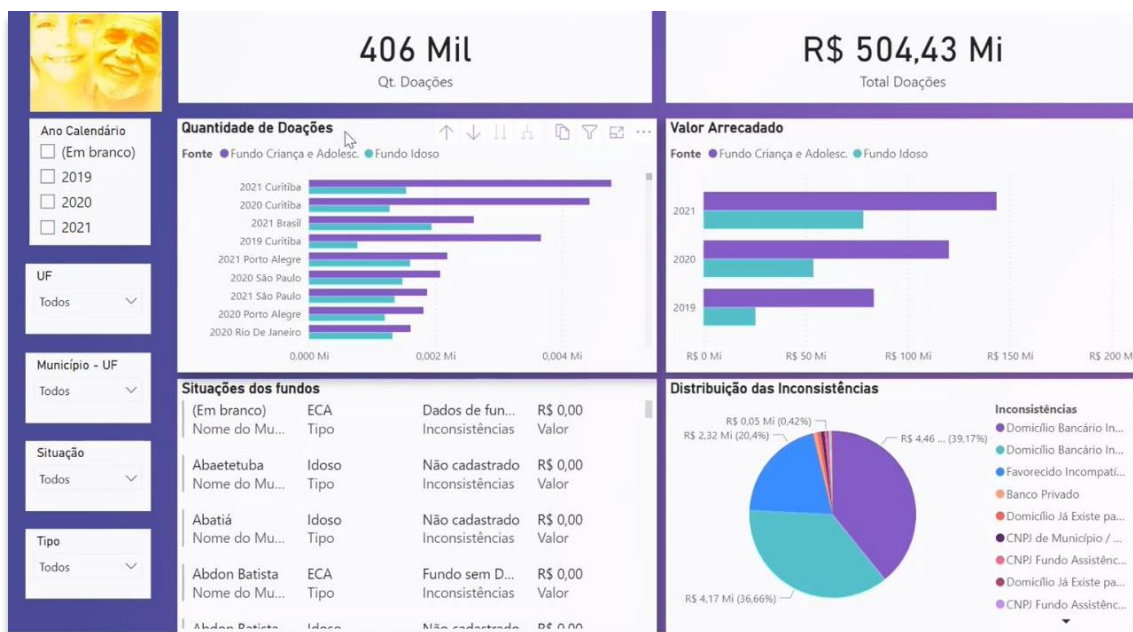 406 Mil
Qt. Doações
R$ 504,43 Mi
Total Doações
Ano Calendário
(Em branco)
2019
2020
2021
UF
Todos
Município - UF
Todos
Situação
Todos
Tipo
Todos
Quantidade de Doações
Fonte Fundo Criança e Adolesc. Fundo Idoso
2021 Curitiba
2020 Curitiba
2021 Brasil
2019 Curitiba
2021 Porto Alegre
2020 São Paulo
2021 São Paulo
2020 Porto Alegre
2020 Rio De Janeiro
0,000 Mi 0,002 Mi 0,004 Mi
Valor Arrecadado
Fonte Fundo Criança e Adolesc. Fundo Idoso
2021
2020
2019
R$ 0 Mi R$ 50 Mi R$ 100 Mi R$ 150 Mi R$ 200 M
Situações dos fundos
(Em branco) ECA Dados de fun... R$ 0,00
Nome do Mu... Tipo Inconsistências Valor
Abaetetuba Idoso Não cadastrado R$ 0,00
Nome do Mu... Tipo Inconsistências Valor
Abatiá Idoso Não cadastrado R$ 0,00
Nome do Mu... Tipo Inconsistências Valor
Abdon Batista ECA Fundo sem D... R$ 0,00
Nome do Mu... Tipo Inconsistências Valor
Abdon Batista Idoso Não cadastrado R$ 0,00
Distribuição das Inconsistências
R$ 0,05 Mi (0,42%)
R$ 2,32 Mi (20,4%)
R$ 4,46 ... (39,17%)
R$ 4,17 Mi (36,66%)
Inconsistências
Domicílio Bancário In...
Domicílio Bancário In...
Favorecido Incompatí...
Banco Privado
Domicílio Já Existe pa...
CNPJ de Município / ...
CNPJ Fundo Assistênc...
Domicílio Já Existe pa...
CNPJ Fundo Assistênc...